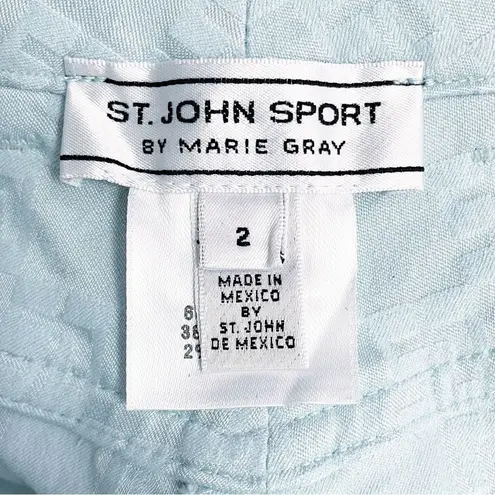 ST. JOHN SPORT
BY MARIE GRAY
2
MADE IN
MEXICO
BY
ST. JOHN
DE MEXICO